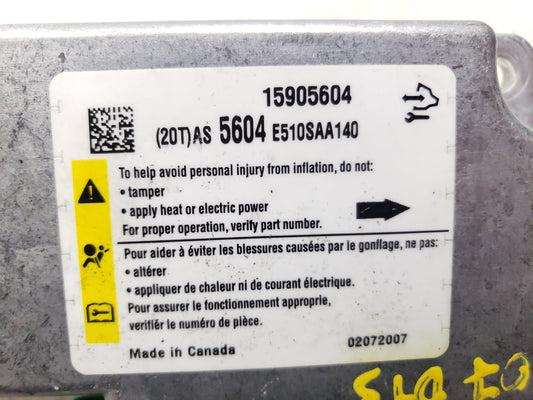 15905604
(20T)AS 5604 E510SAA140
To help avoid personal injury from inflation, do not:
• tamper
• apply heat or electric power
For proper operation, verify part number.
Pour aider à éviter les blessures causées par le gonflage, ne pas:
• altérer
• appliquer de chaleur ni de courant électrique.
Pour assurer le fonctionnement approprie,
verifiér le numéro de pièce.
Made in Canada 02072007